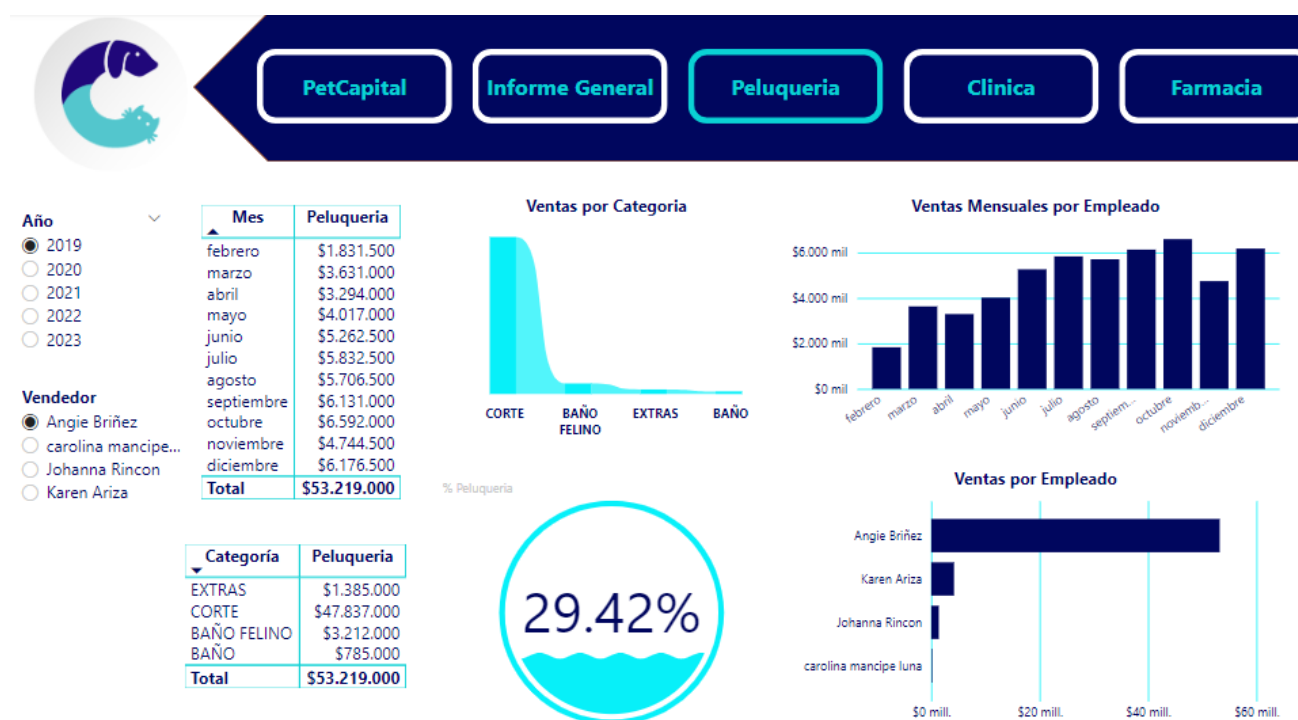 PetCapital
Informe General
Peluqueria
Clinica
Farmacia
Año
2019
2020
2021
2022
2023
Vendedor
Angie Briñez
carolina mancipe...
Johanna Rincon
Karen Ariza
Mes Peluqueria
febrero $1.831.500
marzo $3.631.000
abril $3.294.000
mayo $4.017.000
junio $5.262.500
julio $5.832.500
agosto $5.706.500
septiembre $6.131.000
octubre $6.592.000
noviembre $4.744.500
diciembre $6.176.500
Total $53.219.000
Categoría Peluqueria
EXTRAS $1.385.000
CORTE $47.837.000
BAÑO FELINO $3.212.000
BAÑO $785.000
Total $53.219.000
Ventas por Categoria
CORTE
BAÑO
FELINO
EXTRAS
BAÑO
% Peluqueria
29.42%
Ventas Mensuales por Empleado
$6.000 mil
$4.000 mil
$2.000 mil
$0 mil
febrero
marzo
abril
mayo
junio
julio
agosto
septiem...
octubre
noviemb...
diciembre
Ventas por Empleado
Angie Briñez
Karen Ariza
Johanna Rincon
carolina mancipe luna
$0 mill.
$20 mill.
$40 mill.
$60 mill.